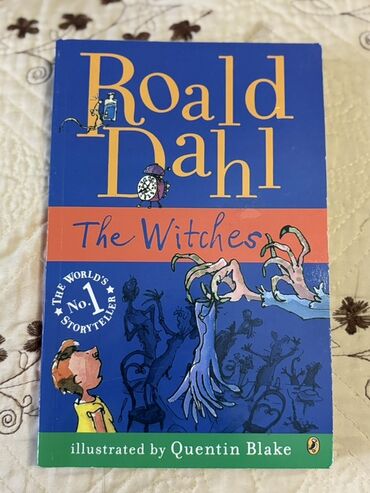 Roald
Dahl
The Witches
THE WORLD'S
No.1
STORYTELLER
illustrated by Quentin Blake